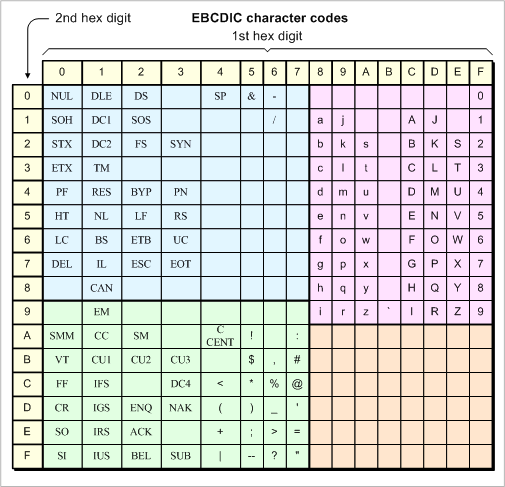 2nd hex digit EBCDIC character codes
1st hex digit
0 1 2 3 4 5 6 7 8 9 A B C D E F
0 NUL DLE DS SP & - 0
1 SOH DC1 SOS / a j A J 1
2 STX DC2 FS SYN b k s B K S 2
3 ETX TM c l t C L T 3
4 PF RES BYP PN d m u D M U 4
5 HT NL LF RS e n v E N V 5
6 LC BS ETB UC f o w F O W 6
7 DEL IL ESC EOT g p x G P X 7
8 CAN h q y H Q Y 8
9 EM i r z ` I R Z 9
A SMM CC SM C CENT ! :
B VT CU1 CU2 CU3 $ , #
C FF IFS DC4 < * % @
D CR IGS ENQ NAK ( ) _ '
E SO IRS ACK + ; > =
F SI IUS BEL SUB | -- ? "